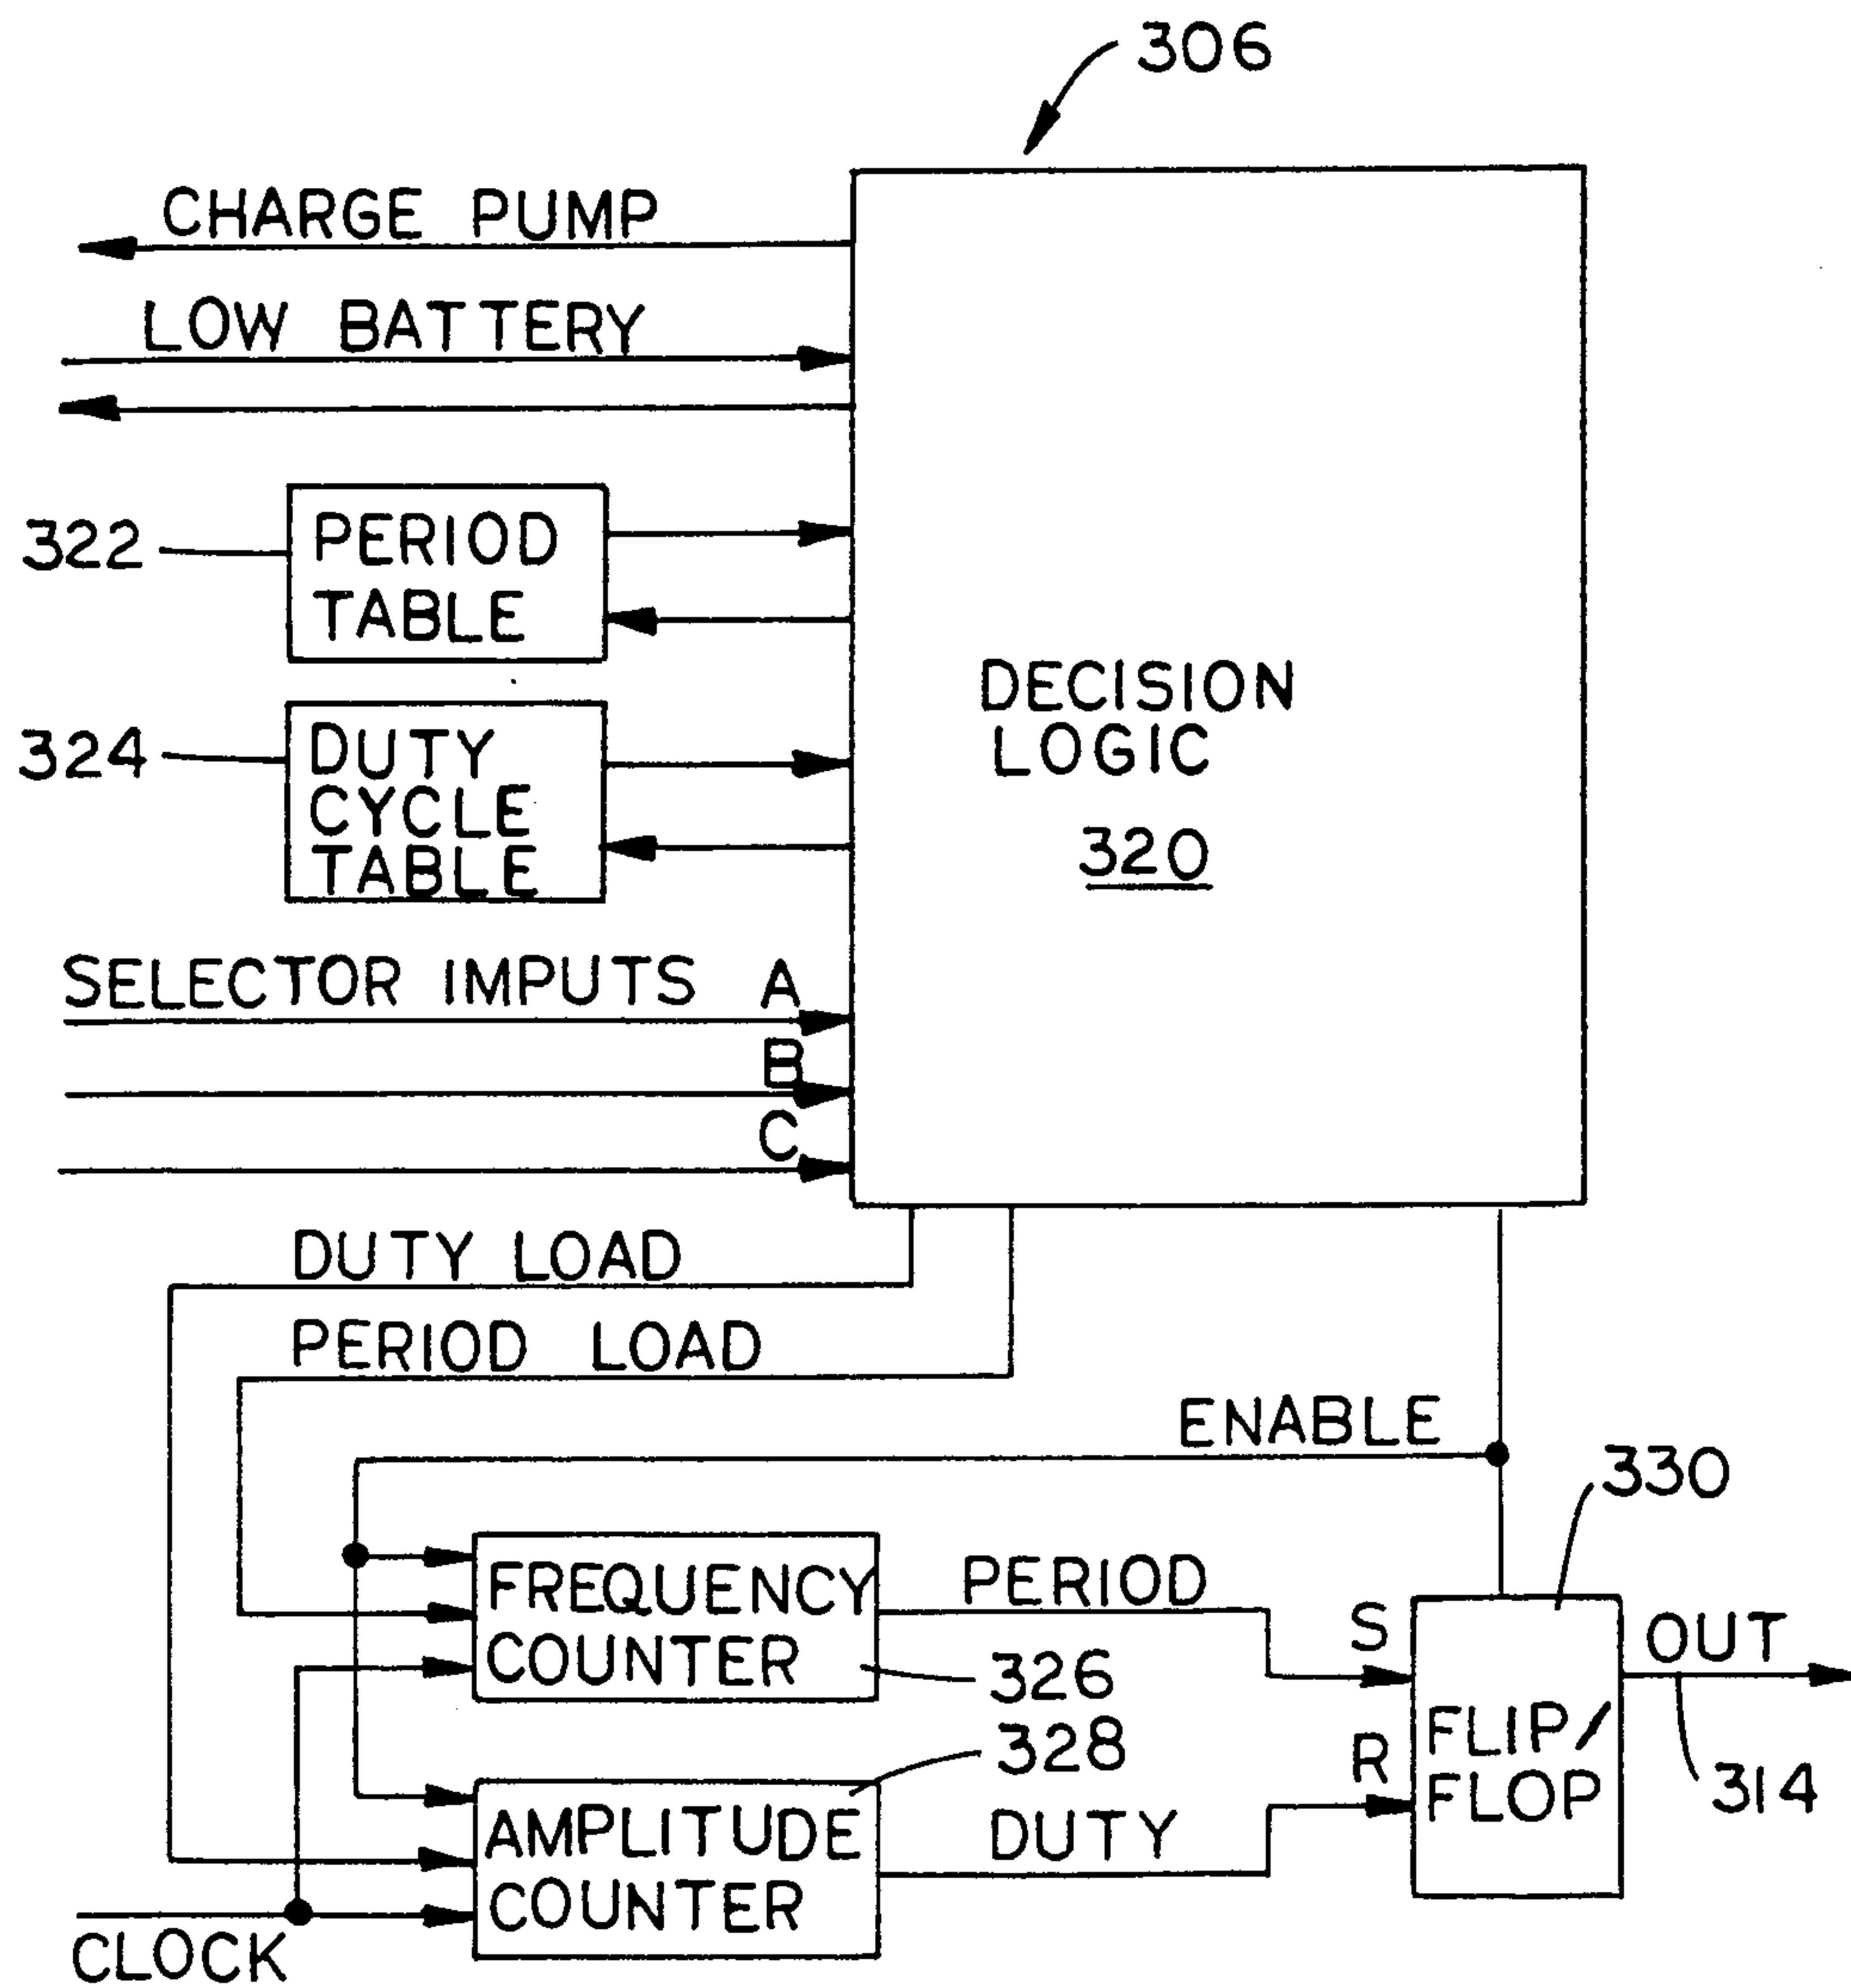 306
CHARGE PUMP
LOW BATTERY
322
PERIOD
TABLE
324
DUTY
CYCLE
TABLE
DECISION
LOGIC
320
SELECTOR IMPUTS A
B
C
DUTY LOAD
PERIOD LOAD
ENABLE
330
FREQUENCY
COUNTER
326
PERIOD
S
R
FLIP/
FLOP
OUT
314
328
AMPLITUDE
COUNTER
DUTY
CLOCK